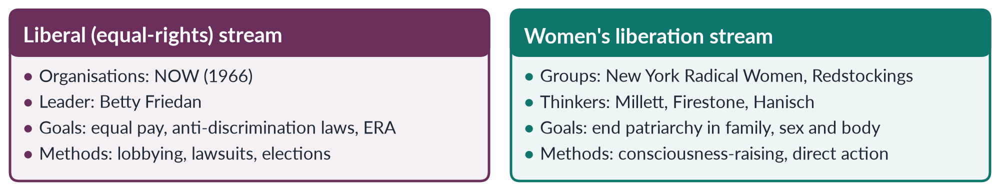 Liberal (equal-rights) stream
• Organisations: NOW (1966)
• Leader: Betty Friedan
• Goals: equal pay, anti-discrimination laws, ERA
• Methods: lobbying, lawsuits, elections
Women's liberation stream
• Groups: New York Radical Women, Redstockings
• Thinkers: Millett, Firestone, Hanisch
• Goals: end patriarchy in family, sex and body
• Methods: consciousness-raising, direct action